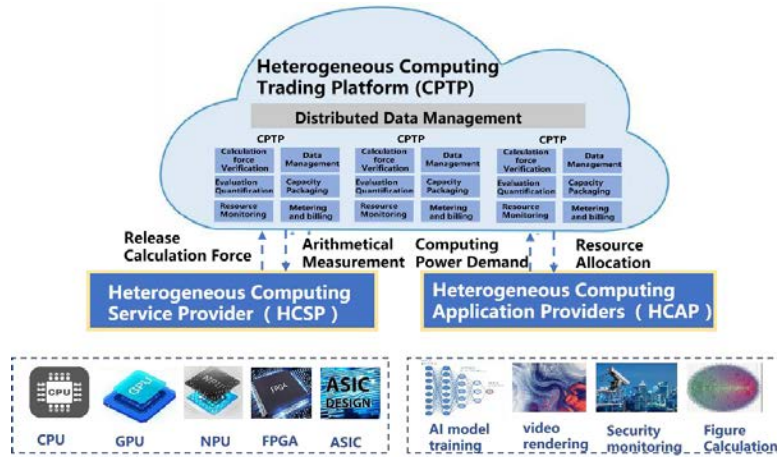 Heterogeneous Computing
Trading Platform (CPTP)
Distributed Data Management
CPTP
CPTP
CPTP
Calculation
force
Verification
Data
Management
Evaluation
Quantification
Capacity
Packaging
Resource
Monitoring
Metering
and billing
Calculation
force
Verification
Data
Management
Evaluation
Quantification
Capacity
Packaging
Resource
Monitoring
Metering
and billing
Calculation
force
Verification
Data
Management
Evaluation
Quantification
Capacity
Packaging
Resource
Monitoring
Metering
and billing
Release
Calculation Force
Arithmetical
Measurement
Computing
Power Demand
Resource
Allocation
Heterogeneous Computing
Service Provider ( HCSP )
Heterogeneous Computing
Application Providers ( HCAP )
CPU
GPU
NPU
FPGA
ASIC
DESIGN
CPU
GPU
NPU
FPGA
ASIC
AI model
training
video
rendering
Security
monitoring
Figure
Calculation